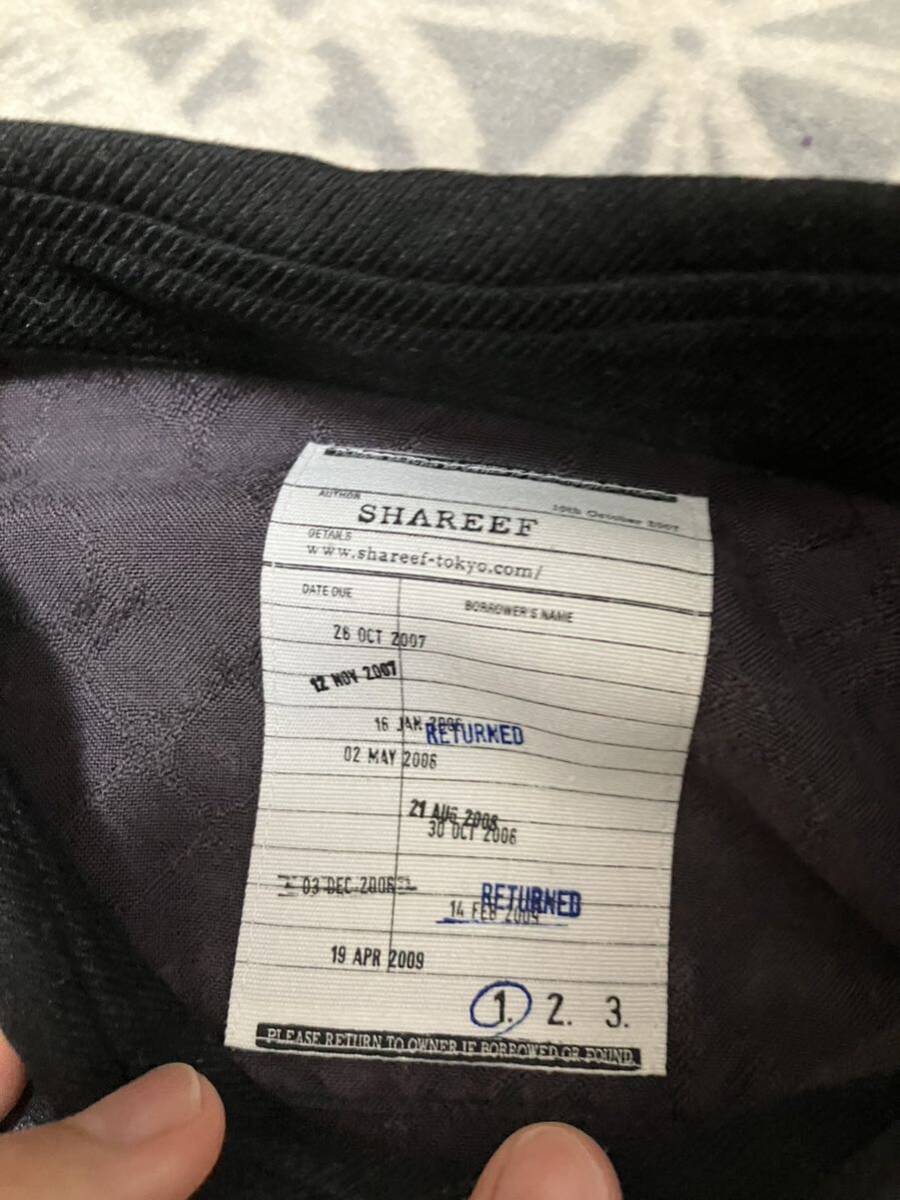 AUTHOR
10th October 2007
SHAREEF
DETAILS
www.shareef-tokyo.com/
DATE DUE
BORROWER'S NAME
26 OCT 2007
12 NOV 2007
16 JAN
RETURNED
02 MAY 2006
21 AUG 2008
30 OCT 2006
03 DEC 2006
RETURNED
14 FEB 2009
19 APR 2009
1. 2. 3.
PLEASE RETURN TO OWNER IF BORROWED OR FOUND.